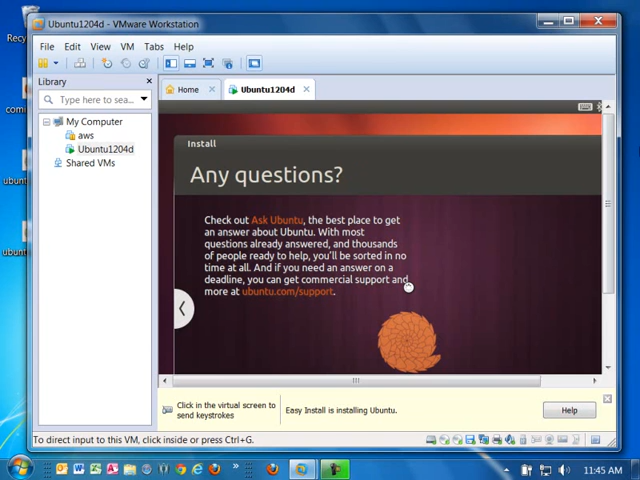 Ubuntu1204d - VMware Workstation
File Edit View VM Tabs Help
Library
Type here to sea...
Home
Ubuntu1204d
My Computer
aws
Ubuntu1204d
Shared VMs
Install
Any questions?
Check out Ask Ubuntu, the best place to get
an answer about Ubuntu. With most
questions already answered, and thousands
of people ready to help, you'll be sorted in no
time at all. And if you need an answer on a
deadline, you can get commercial support and
more at ubuntu.com/support.
Click in the virtual screen to
send keystrokes
Easy Install is installing Ubuntu.
Help
To direct input to this VM, click inside or press Ctrl+G.
Recy
com
ubunt
ubunt
11:45 AM